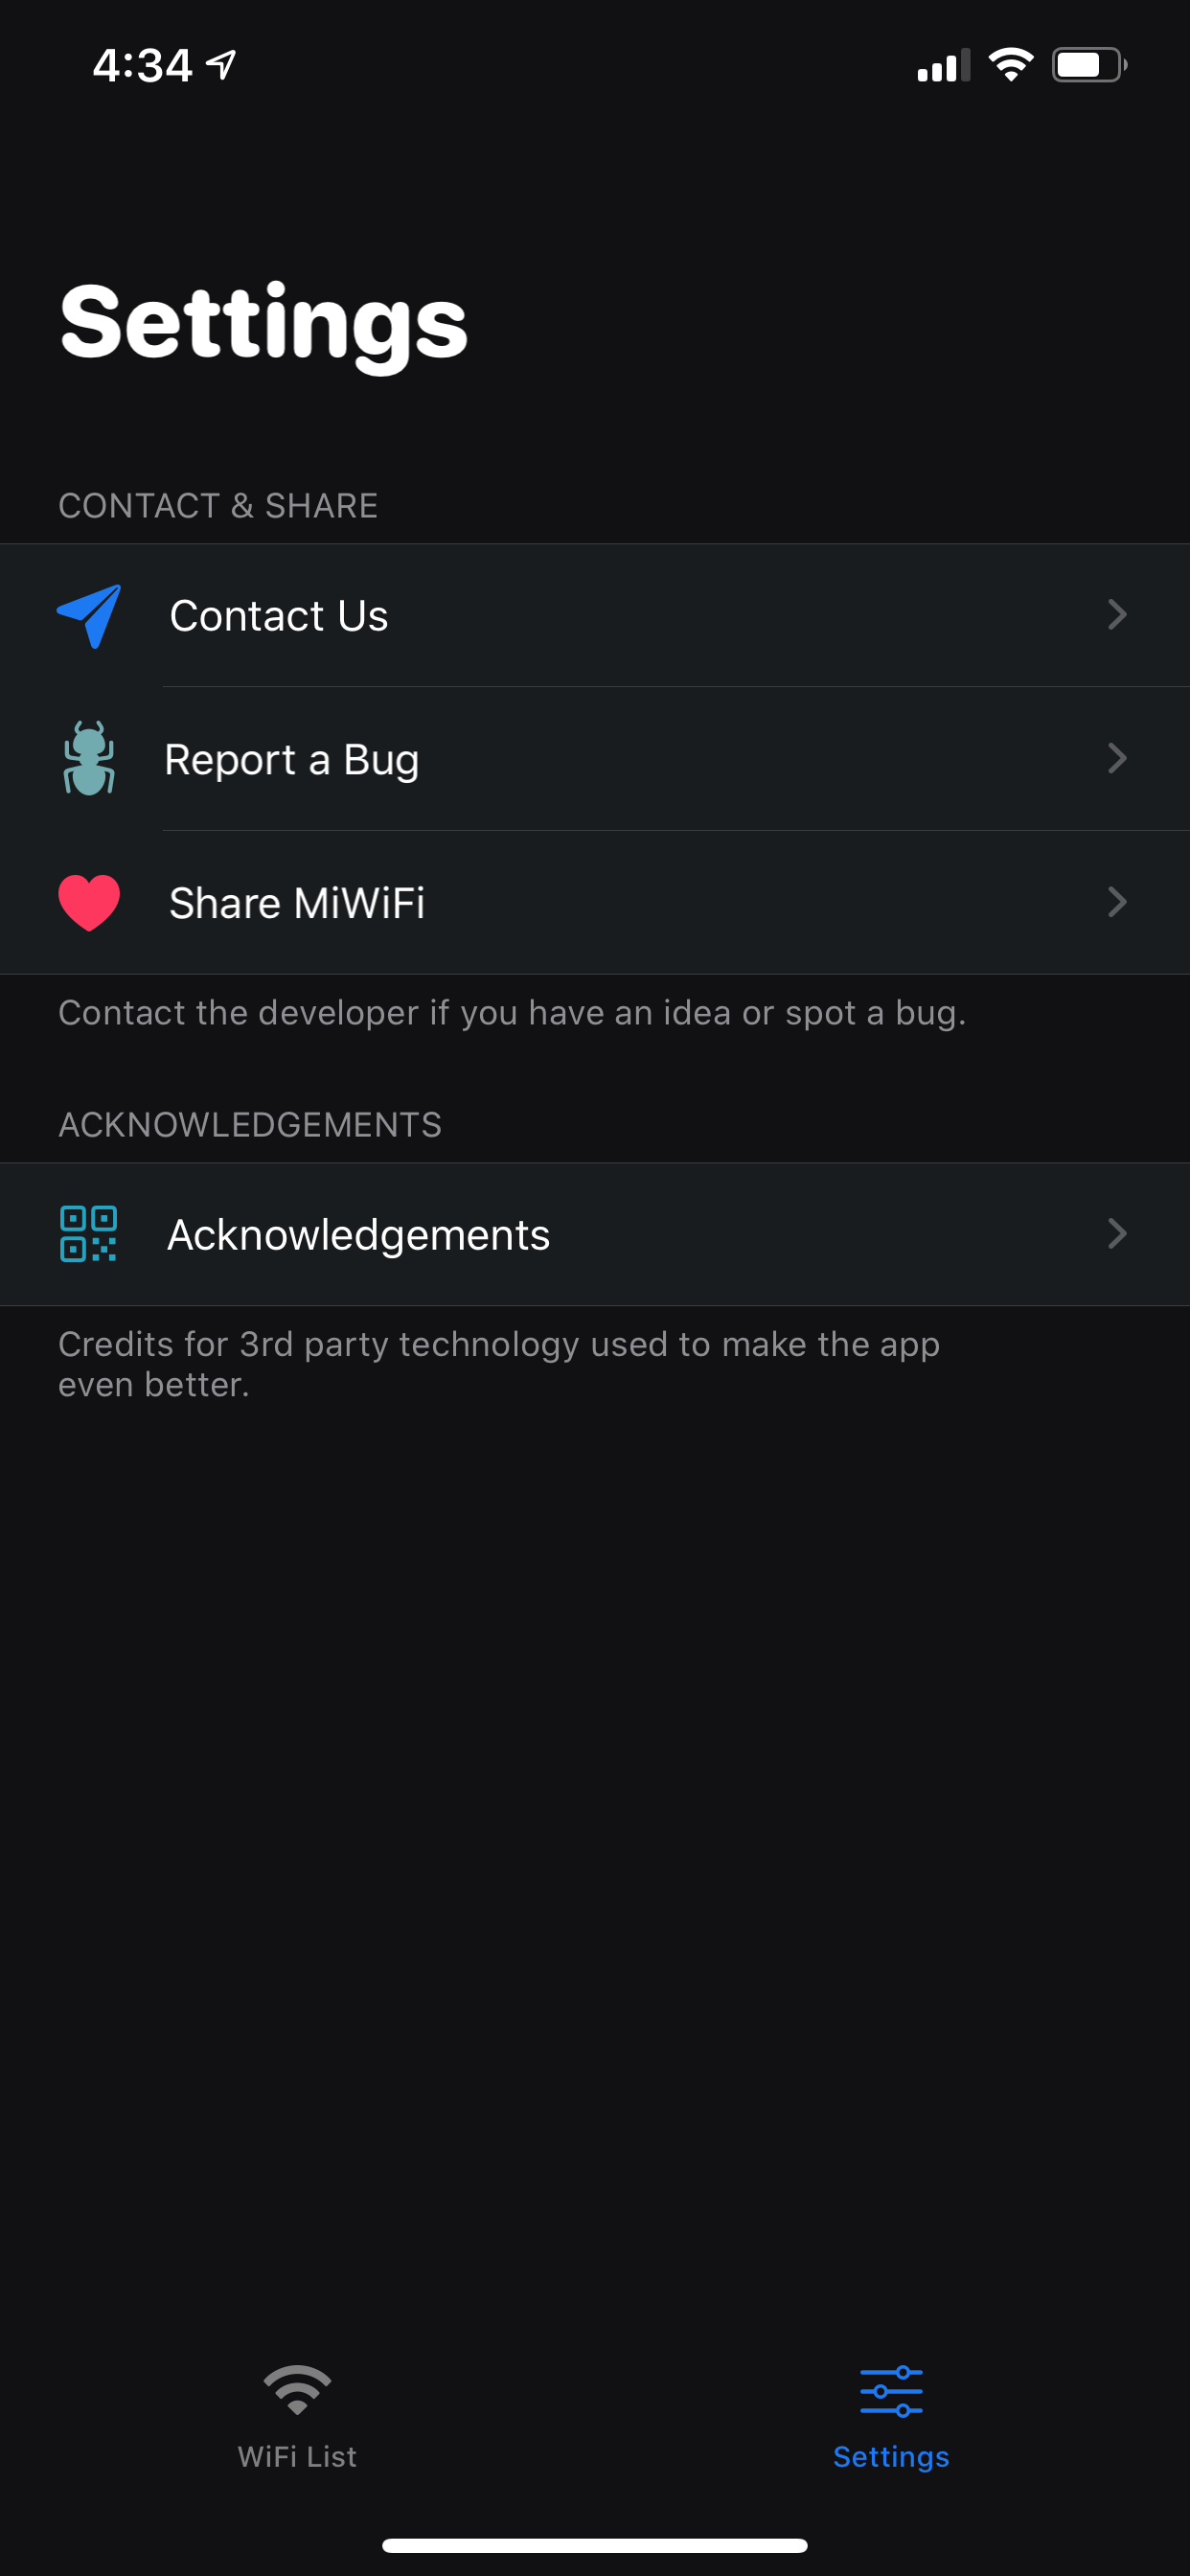 4:34
Settings
CONTACT & SHARE
Contact Us
Report a Bug
Share MiWiFi
Contact the developer if you have an idea or spot a bug.
ACKNOWLEDGEMENTS
Acknowledgements
Credits for 3rd party technology used to make the app
even better.
WiFi List
Settings